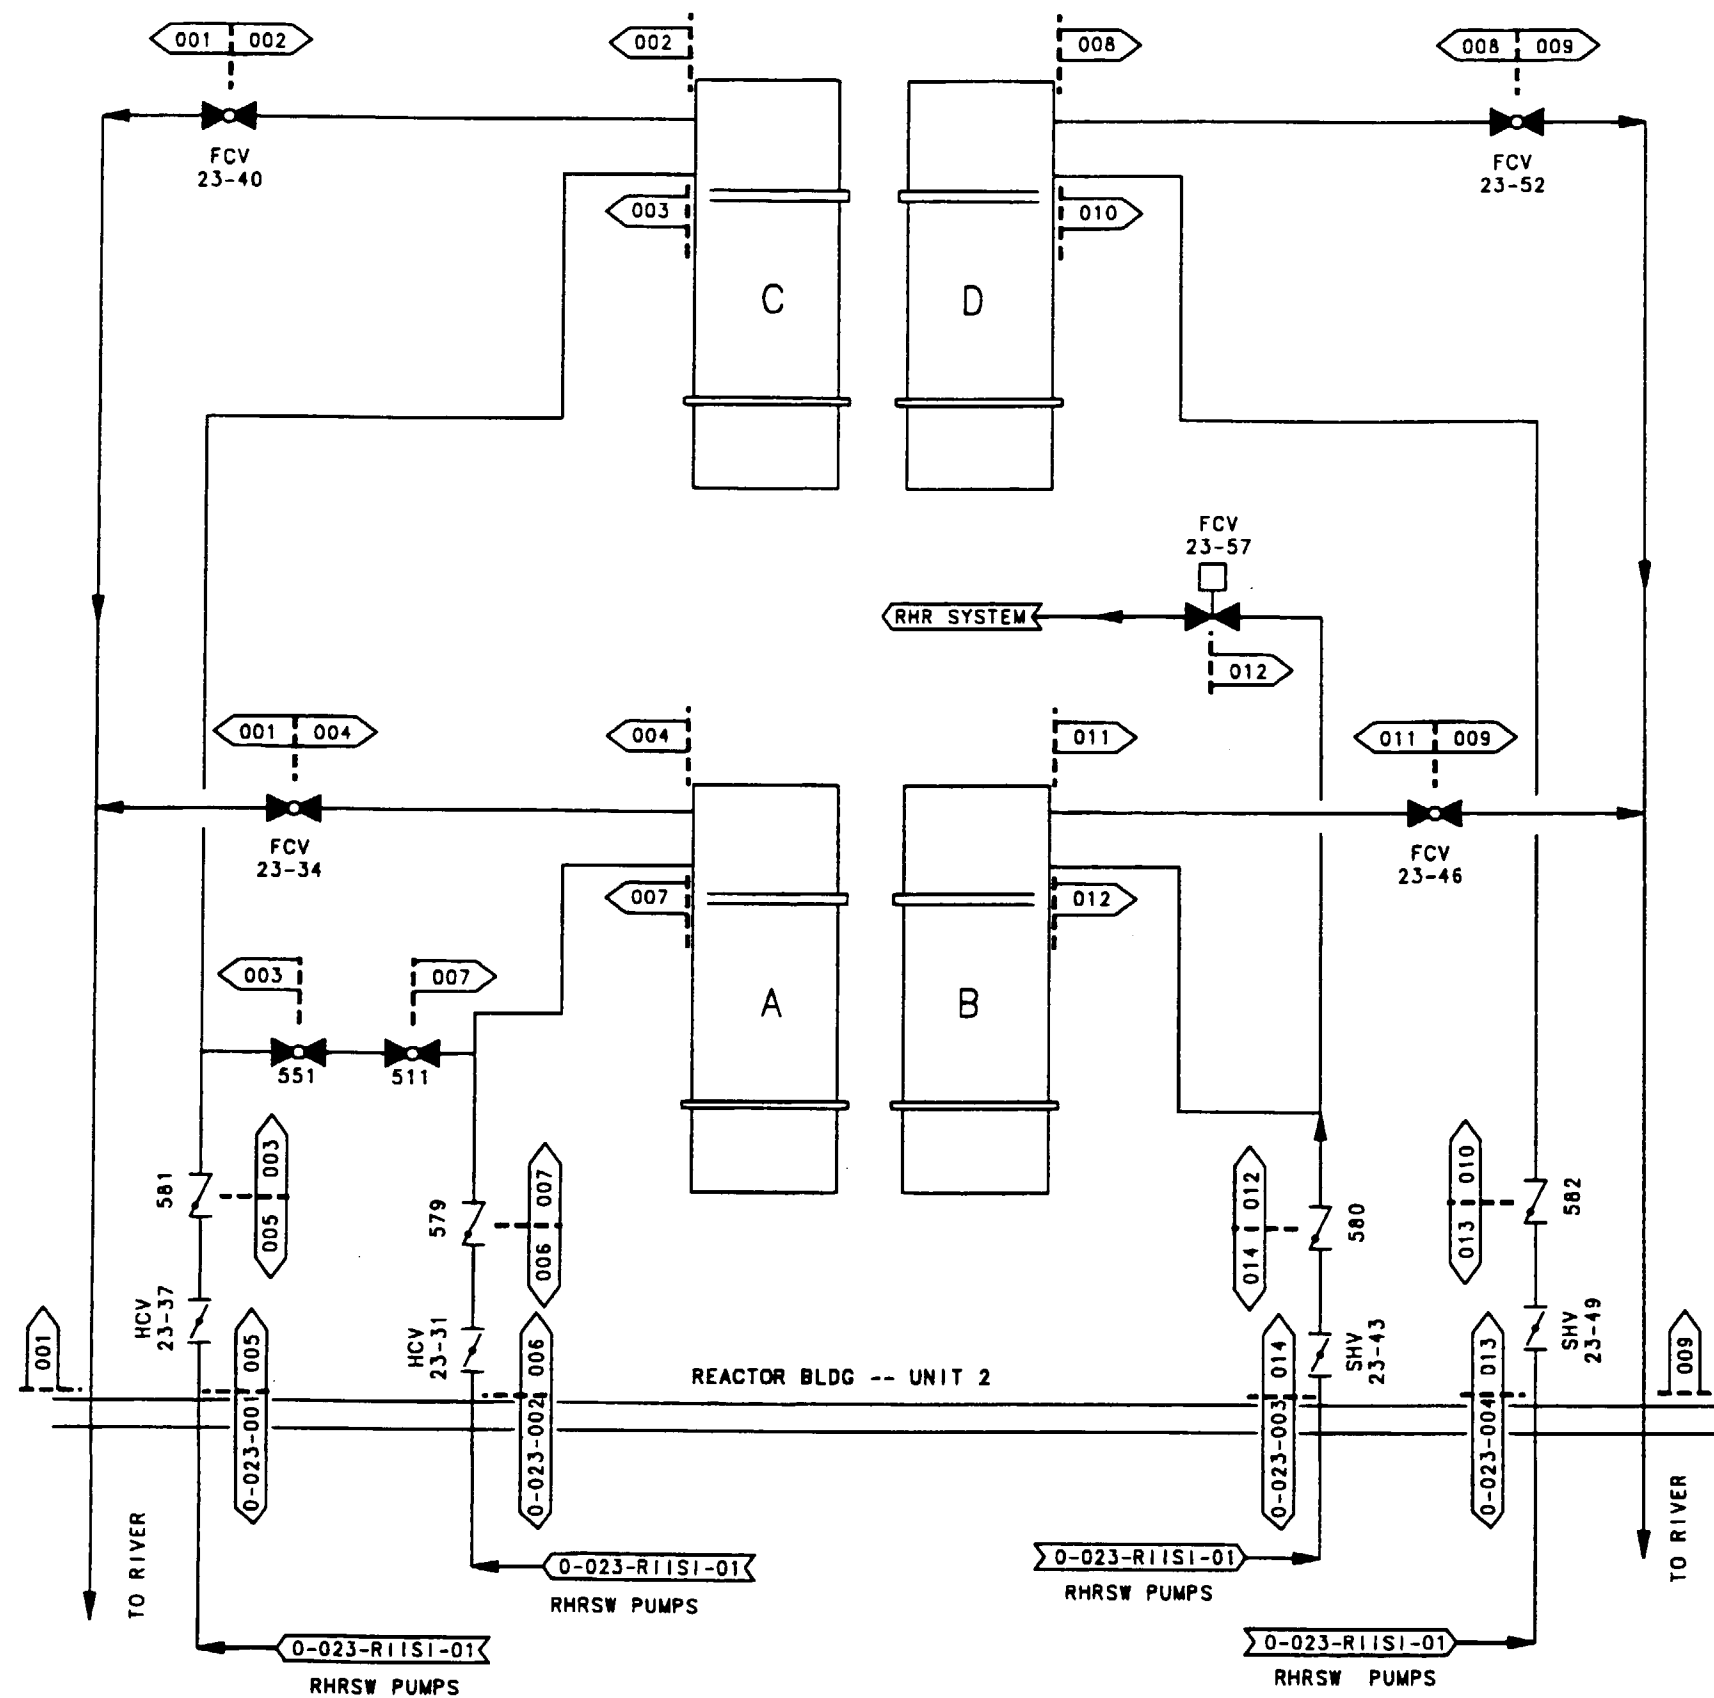 001 002
002
008
008 009
FCV
23-40
FCV
23-52
003
010
C
D
FCV
23-57
RHR SYSTEM
012
001 004
004
011
011 009
FCV
23-34
FCV
23-46
007
012
003
007
A
B
551
511
581
005 003
579
006 007
014 012
580
013 010
582
HCV
23-37
HCV
23-31
SHV
23-43
SHV
23-49
001
0-023-001 005
0-023-002 006
REACTOR BLDG -- UNIT 2
0-023-003 014
0-023-004 013
009
TO RIVER
TO RIVER
0-023-RIISI-01
RHRSW PUMPS
0-023-RIISI-01
RHRSW PUMPS
0-023-RIISI-01
RHRSW PUMPS
0-023-RIISI-01
RHRSW PUMPS